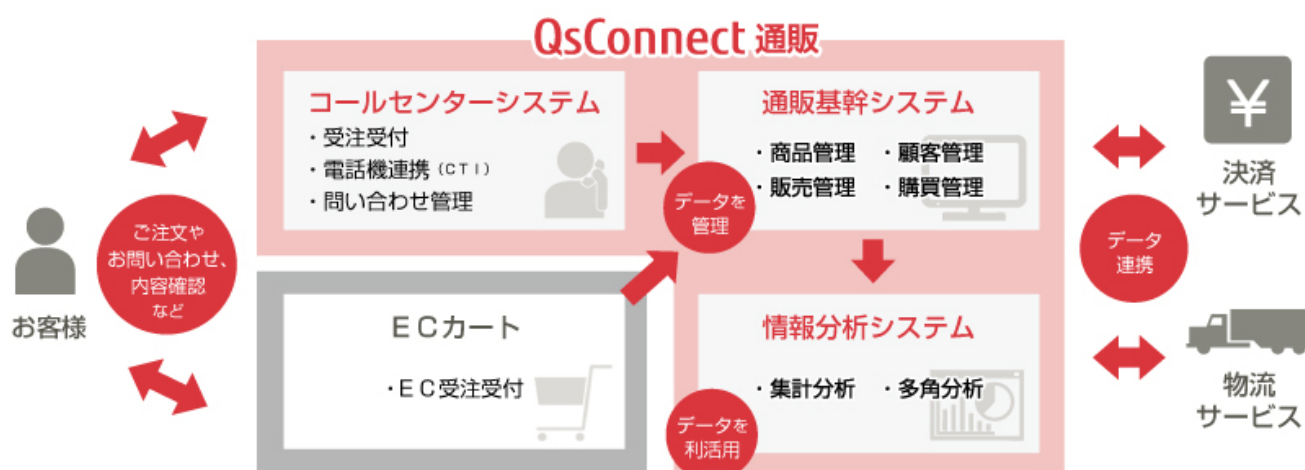 QsConnect 通販
コールセンターシステム
・受注受付
・電話機連携(CTI)
・問い合わせ管理
通販基幹システム
・商品管理 ・顧客管理
・販売管理 ・購買管理
データを
管理
ご注文や
お問い合わせ、
内容確認
など
お客様
ECカート
・EC受注受付
情報分析システム
・集計分析 ・多角分析
データを
利活用
¥
決済
サービス
データ
連携
物流
サービス